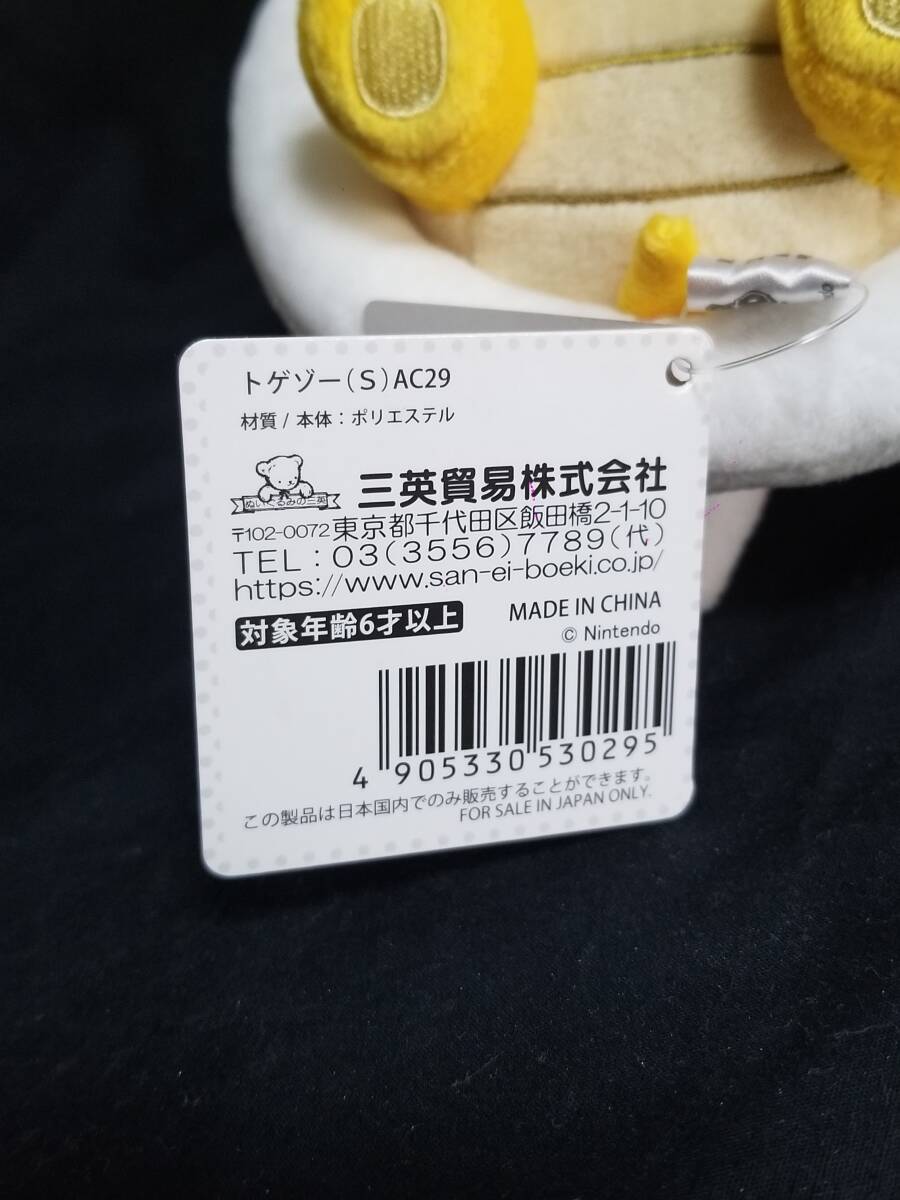 トゲゾー(S)AC29
材質 / 本体：ポリエステル
ぬいぐるみの三英
三英貿易株式会社
〒102-0072東京都千代田区飯田橋2-1-10
TEL：03(3556)7789(代)
https://www.san-ei-boeki.co.jp/
対象年齢6才以上
MADE IN CHINA
© Nintendo
4 905330 530295
この製品は日本国内でのみ販売することができます。
FOR SALE IN JAPAN ONLY.